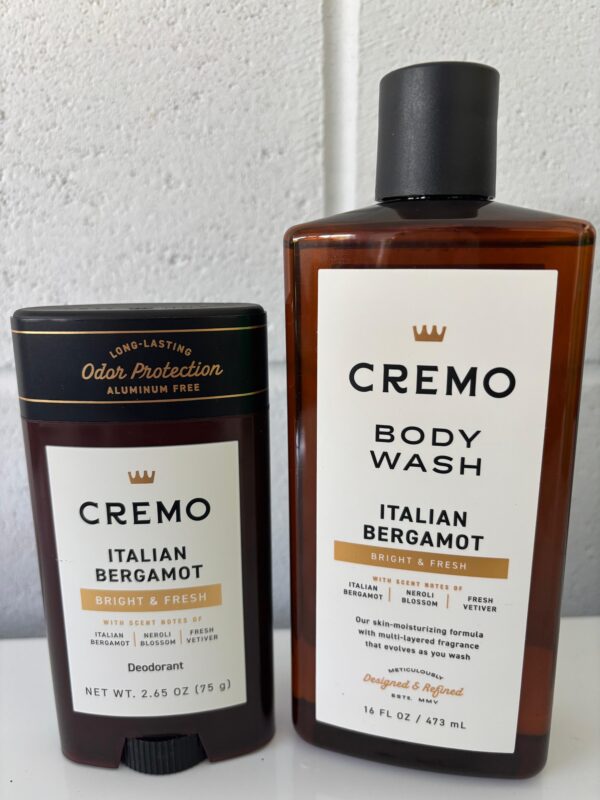 LONG-LASTING
Odor Protection
ALUMINUM FREE
CREMO
ITALIAN
BERGAMOT
BRIGHT & FRESH
WITH SCENT NOTES OF
ITALIAN BERGAMOT | NEROLI BLOSSOM | FRESH VETIVER
Deodorant
NET WT. 2.65 OZ (75 g)
CREMO
BODY
WASH
ITALIAN
BERGAMOT
BRIGHT & FRESH
WITH SCENT NOTES OF
ITALIAN BERGAMOT | NEROLI BLOSSOM | FRESH VETIVER
Our skin-moisturizing formula
with multi-layered fragrance
that evolves as you wash
METICULOUSLY
Designed & Refined
ESTD. MMV
16 FL OZ / 473 mL